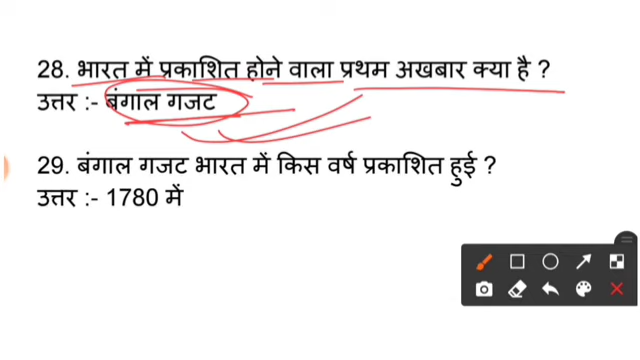 28. भारत में प्रकाशित होने वाला प्रथम अखबार क्या है ?
उत्तर :- बंगाल गजट
29. बंगाल गजट भारत में किस वर्ष प्रकाशित हुई ?
उत्तर :- 1780 में